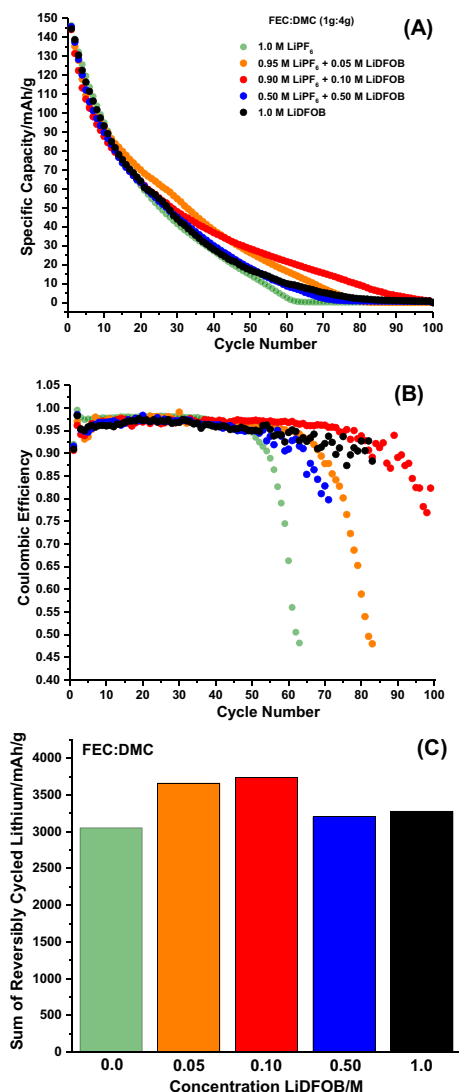 FEC:DMC (1g:4g)
(A)
1.0 M LiPF6
0.95 M LiPF6 + 0.05 M LiDFOB
0.90 M LiPF6 + 0.10 M LiDFOB
0.50 M LiPF6 + 0.50 M LiDFOB
1.0 M LiDFOB
Specific Capacity/mAh/g
150
140
130
120
110
100
90
80
70
60
50
40
30
20
10
0
0 10 20 30 40 50 60 70 80 90 100
Cycle Number
(B)
Coulombic Efficiency
1.05
1.00
0.95
0.90
0.85
0.80
0.75
0.70
0.65
0.60
0.55
0.50
0.45
0.40
0 10 20 30 40 50 60 70 80 90 100
Cycle Number
FEC:DMC
(C)
Sum of Reversibly Cycled Lithium/mAh/g
4000
3500
3000
2500
2000
1500
1000
500
0
0.0 0.05 0.10 0.50 1.0
Concentration LiDFOB/M